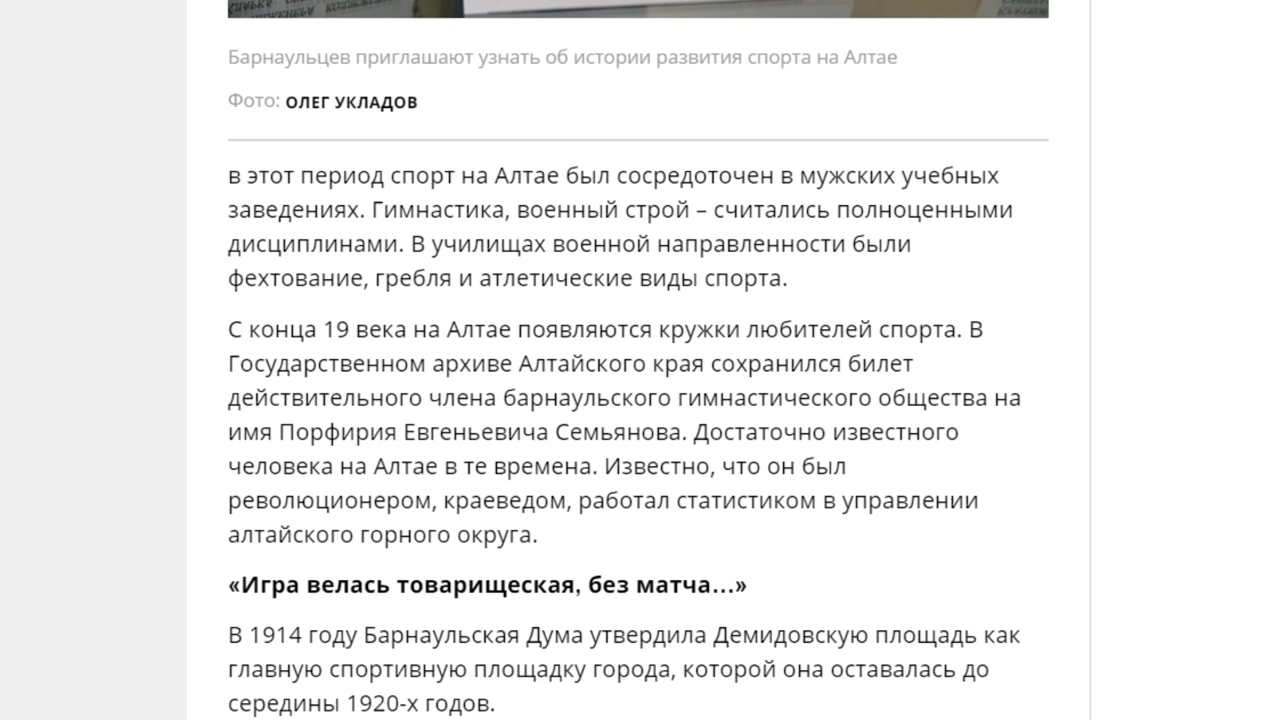 Барнаульцев приглашают узнать об истории развития спорта на Алтае
Фото: ОЛЕГ УКЛАДОВ
в этот период спорт на Алтае был сосредоточен в мужских учебных
заведениях. Гимнастика, военный строй – считались полноценными
дисциплинами. В училищах военной направленности были
фехтование, гребля и атлетические виды спорта.
С конца 19 века на Алтае появляются кружки любителей спорта. В
Государственном архиве Алтайского края сохранился билет
действительного члена барнаульского гимнастического общества на
имя Порфирия Евгеньевича Семьянова. Достаточно известного
человека на Алтае в те времена. Известно, что он был
революционером, краеведом, работал статистиком в управлении
алтайского горного округа.
«Игра велась товарищеская, без матча...»
В 1914 году Барнаульская Дума утвердила Демидовскую площадь как
главную спортивную площадку города, которой она оставалась до
середины 1920-х годов.